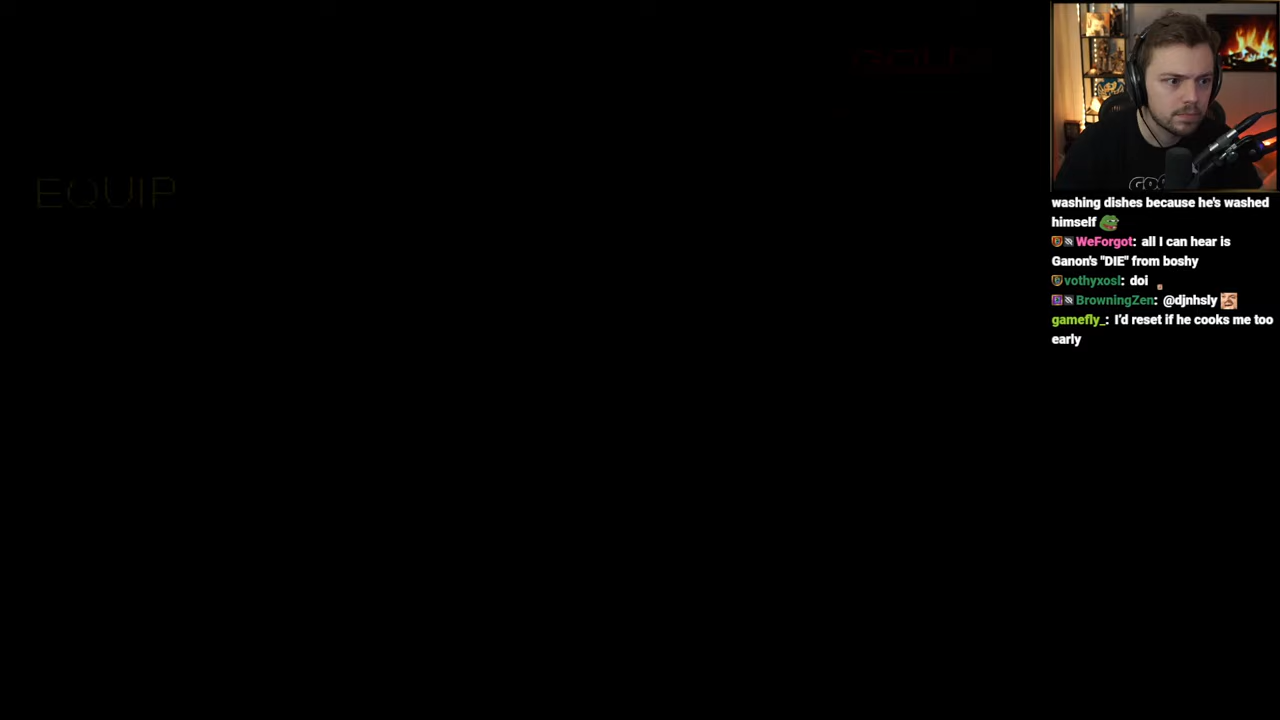 EQUIP
washing dishes because he's washed
himself
WeForgot: all I can hear is
Ganon's "DIE" from boshy
vothyxosl: doi
BrowningZen: @djnhsly
gamefly_: I'd reset if he cooks me too
early